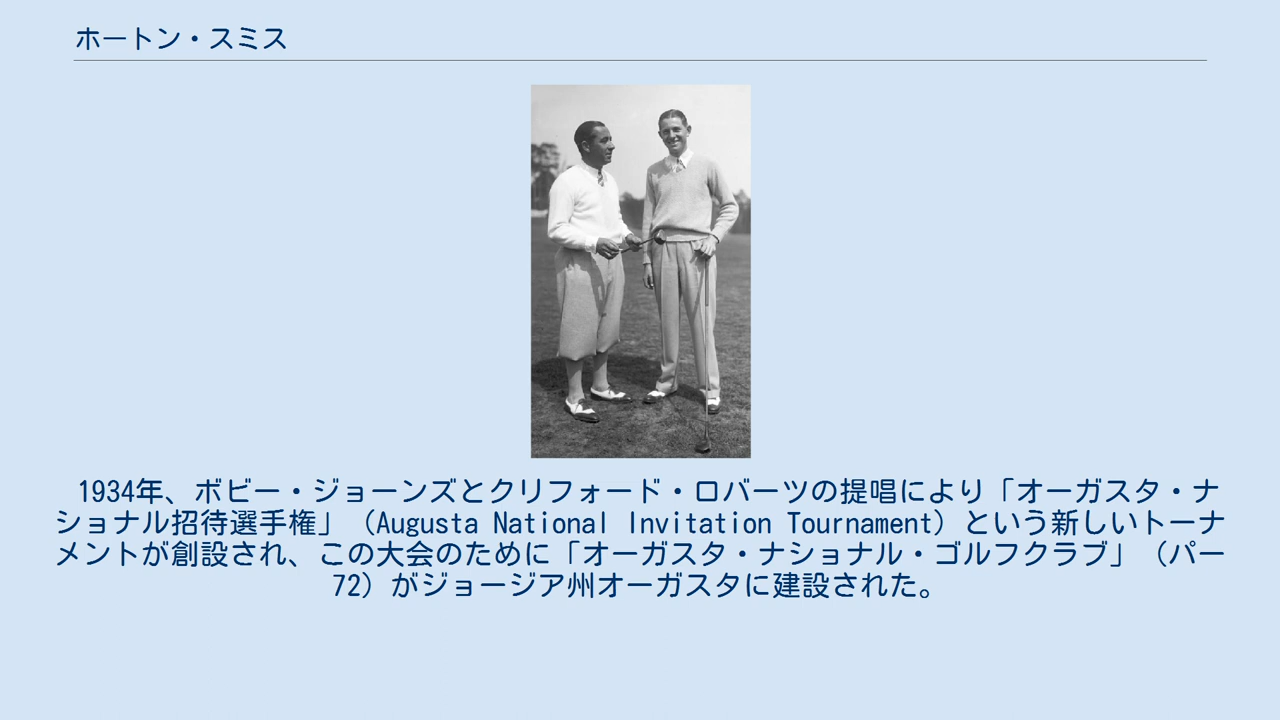 ホートン・スミス
1934年、ボビー・ジョーンズとクリフォード・ロバーツの提唱により「オーガスタ・ナ
ショナル招待選手権」（Augusta National Invitation Tournament）という新しいトーナ
メントが創設され、この大会のために「オーガスタ・ナショナル・ゴルフクラブ」（パー
72）がジョージア州オーガスタに建設された。